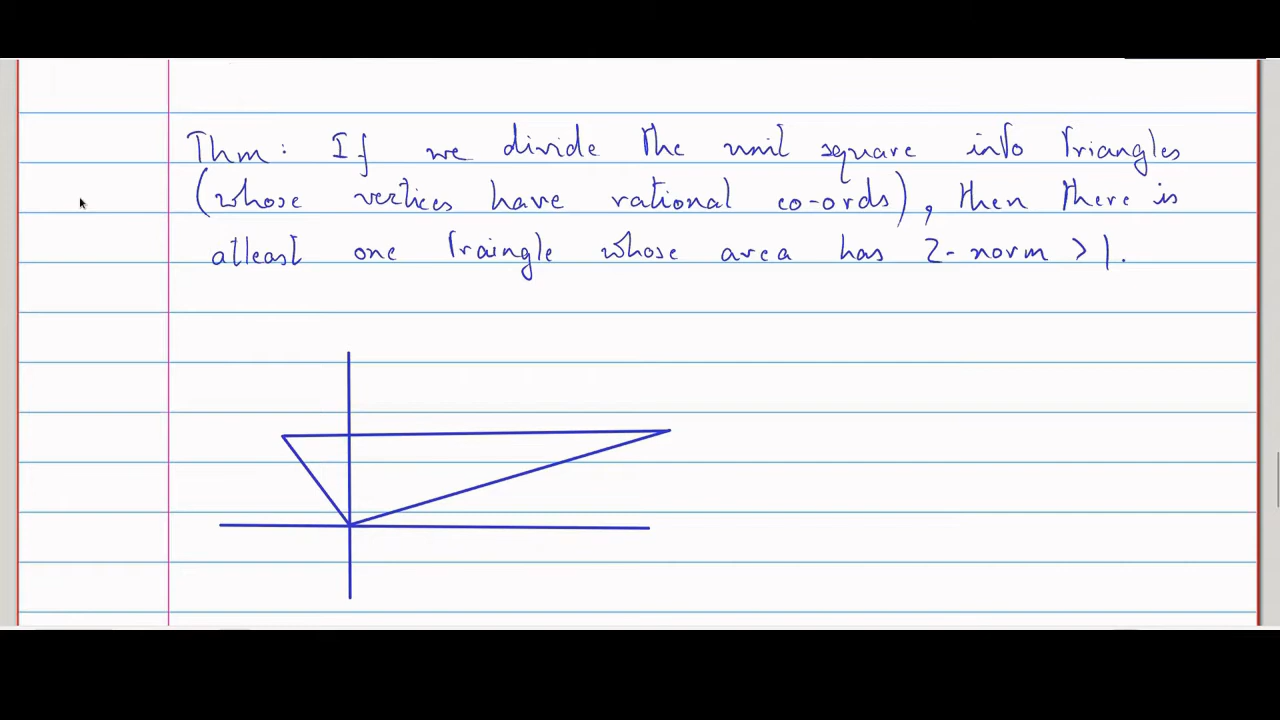 Thm: If we divide the unit square into triangles
(whose vertices have rational co-ords), then there is
atleast one traingle whose area has 2-norm >1.